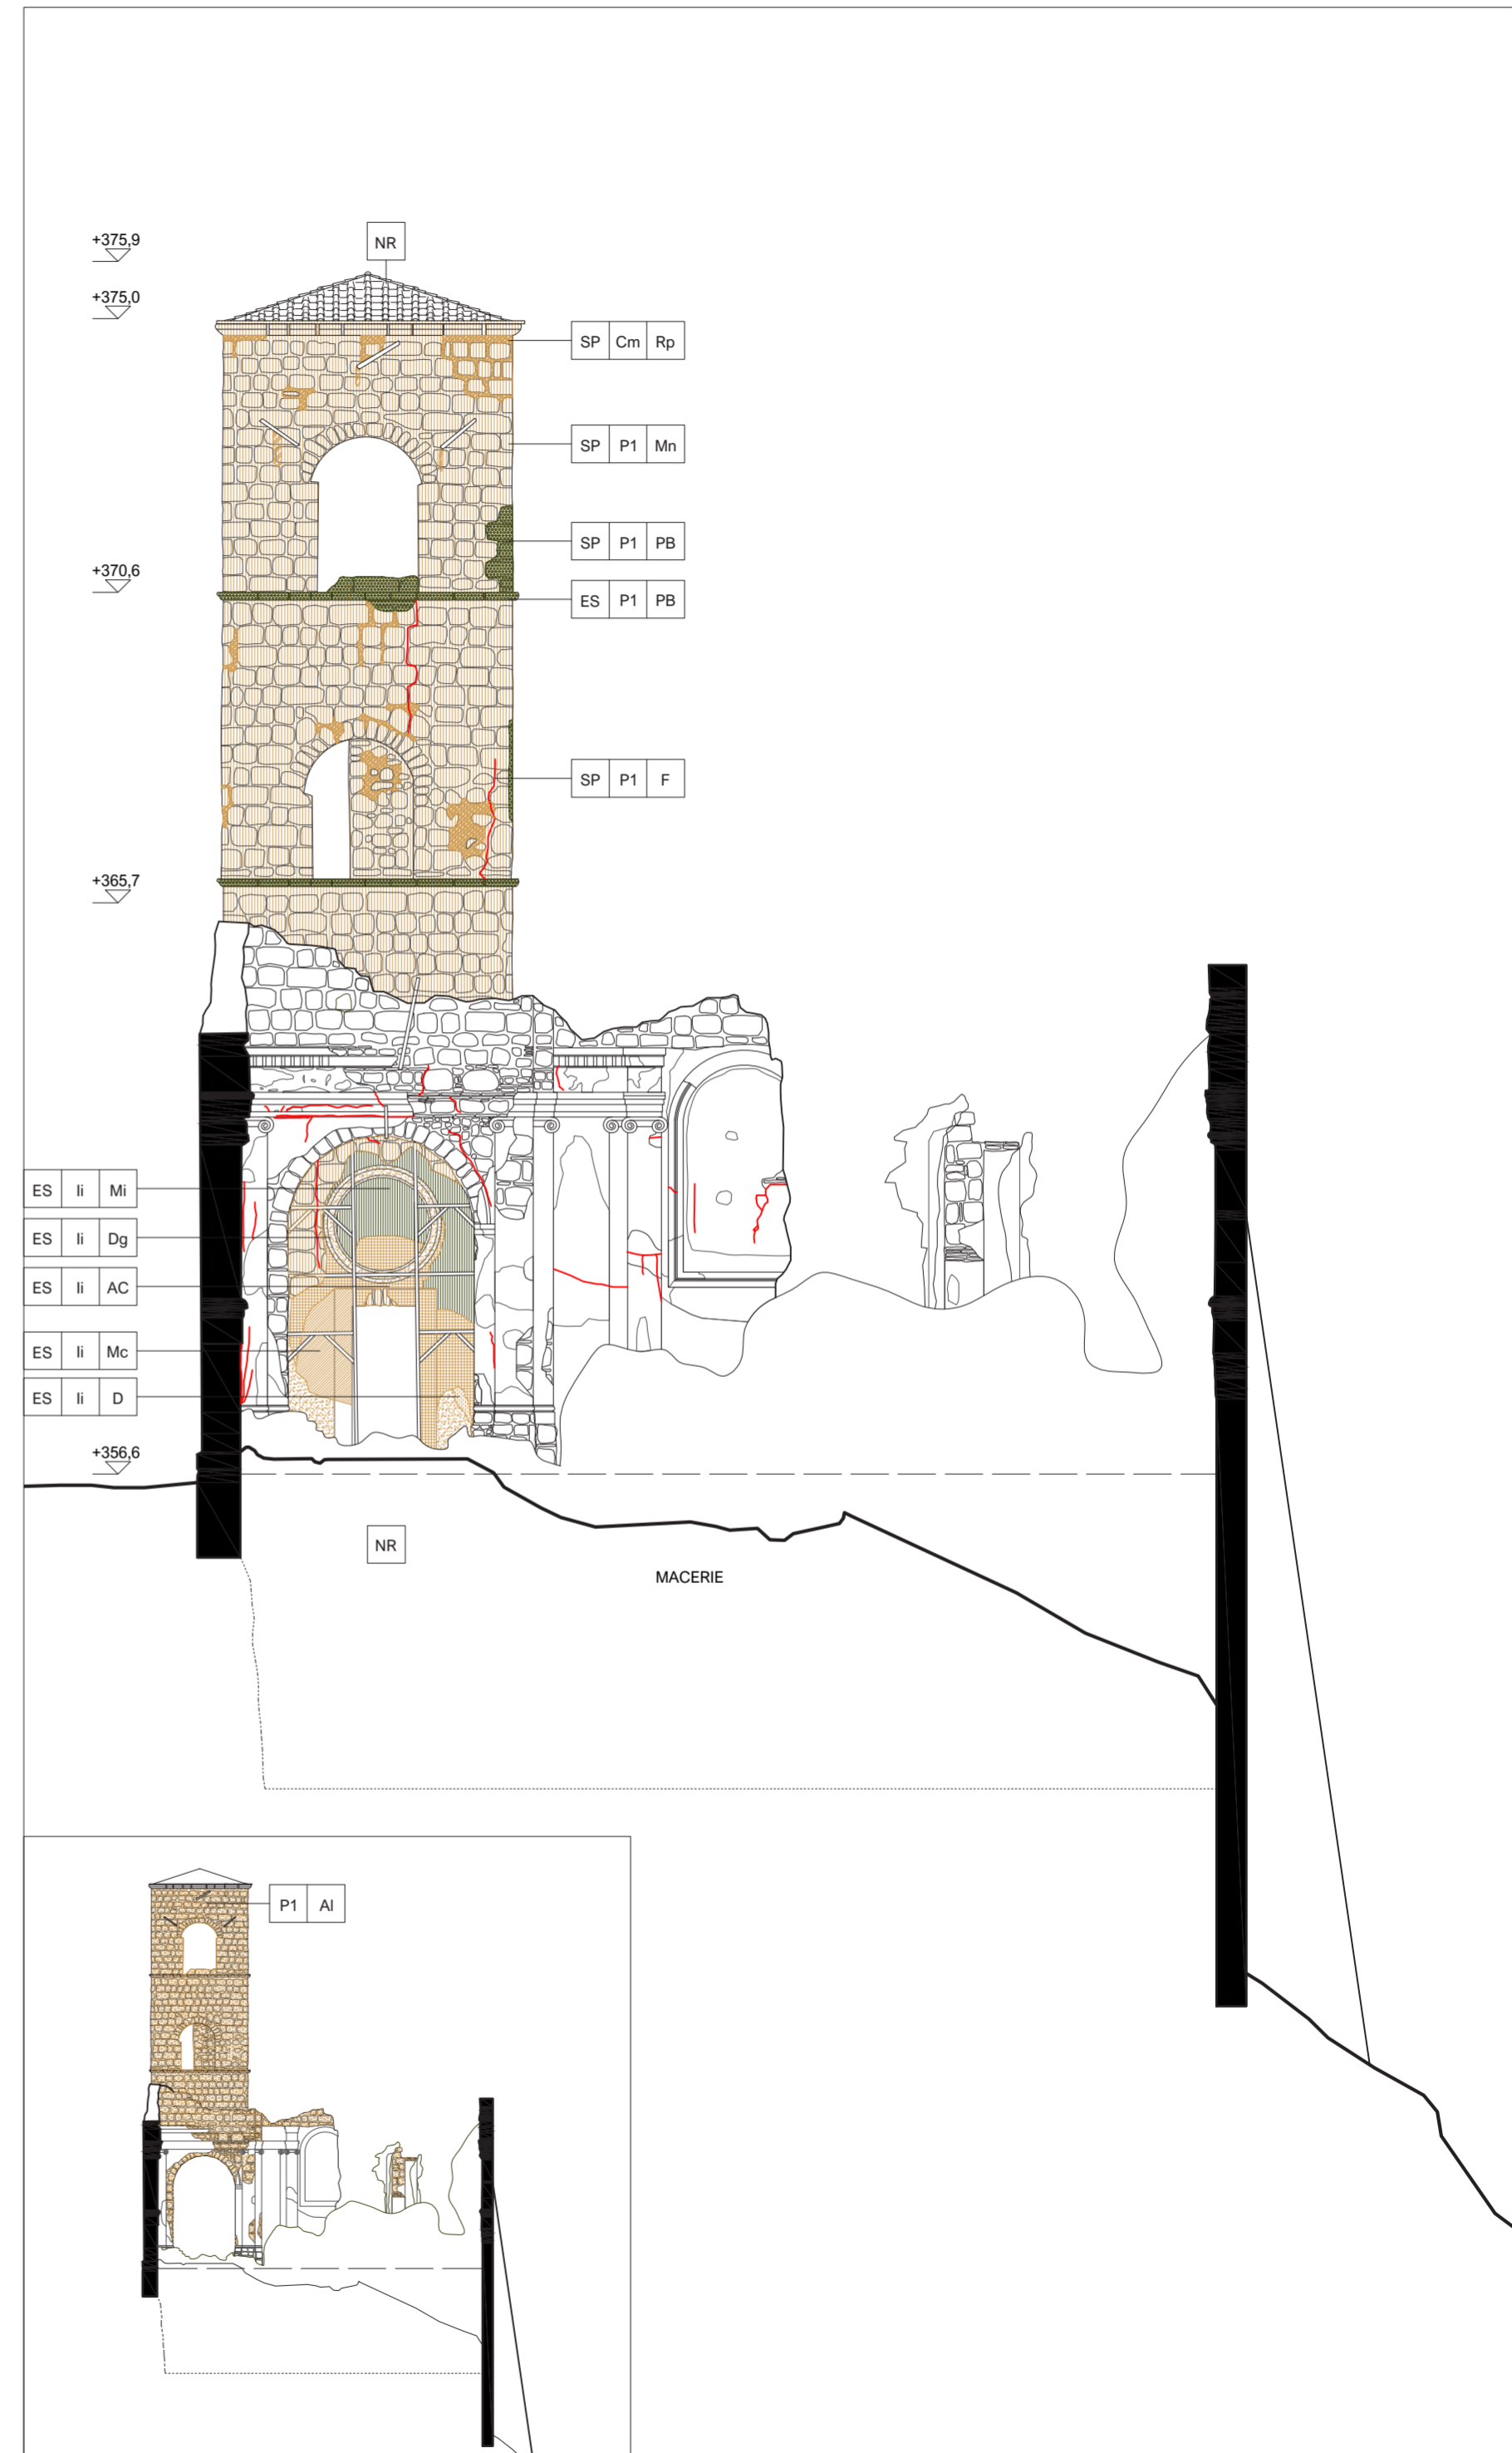 +375,9
NR
+375,0
SP Cm Rp
SP P1 Mn
SP P1 PB
+370,6
ES P1 PB
SP P1 F
+365,7
ES Ii Mi
ES Ii Dg
ES Ii AC
ES Ii Mc
ES Ii D
+356,6
NR
MACERIE
P1 Al